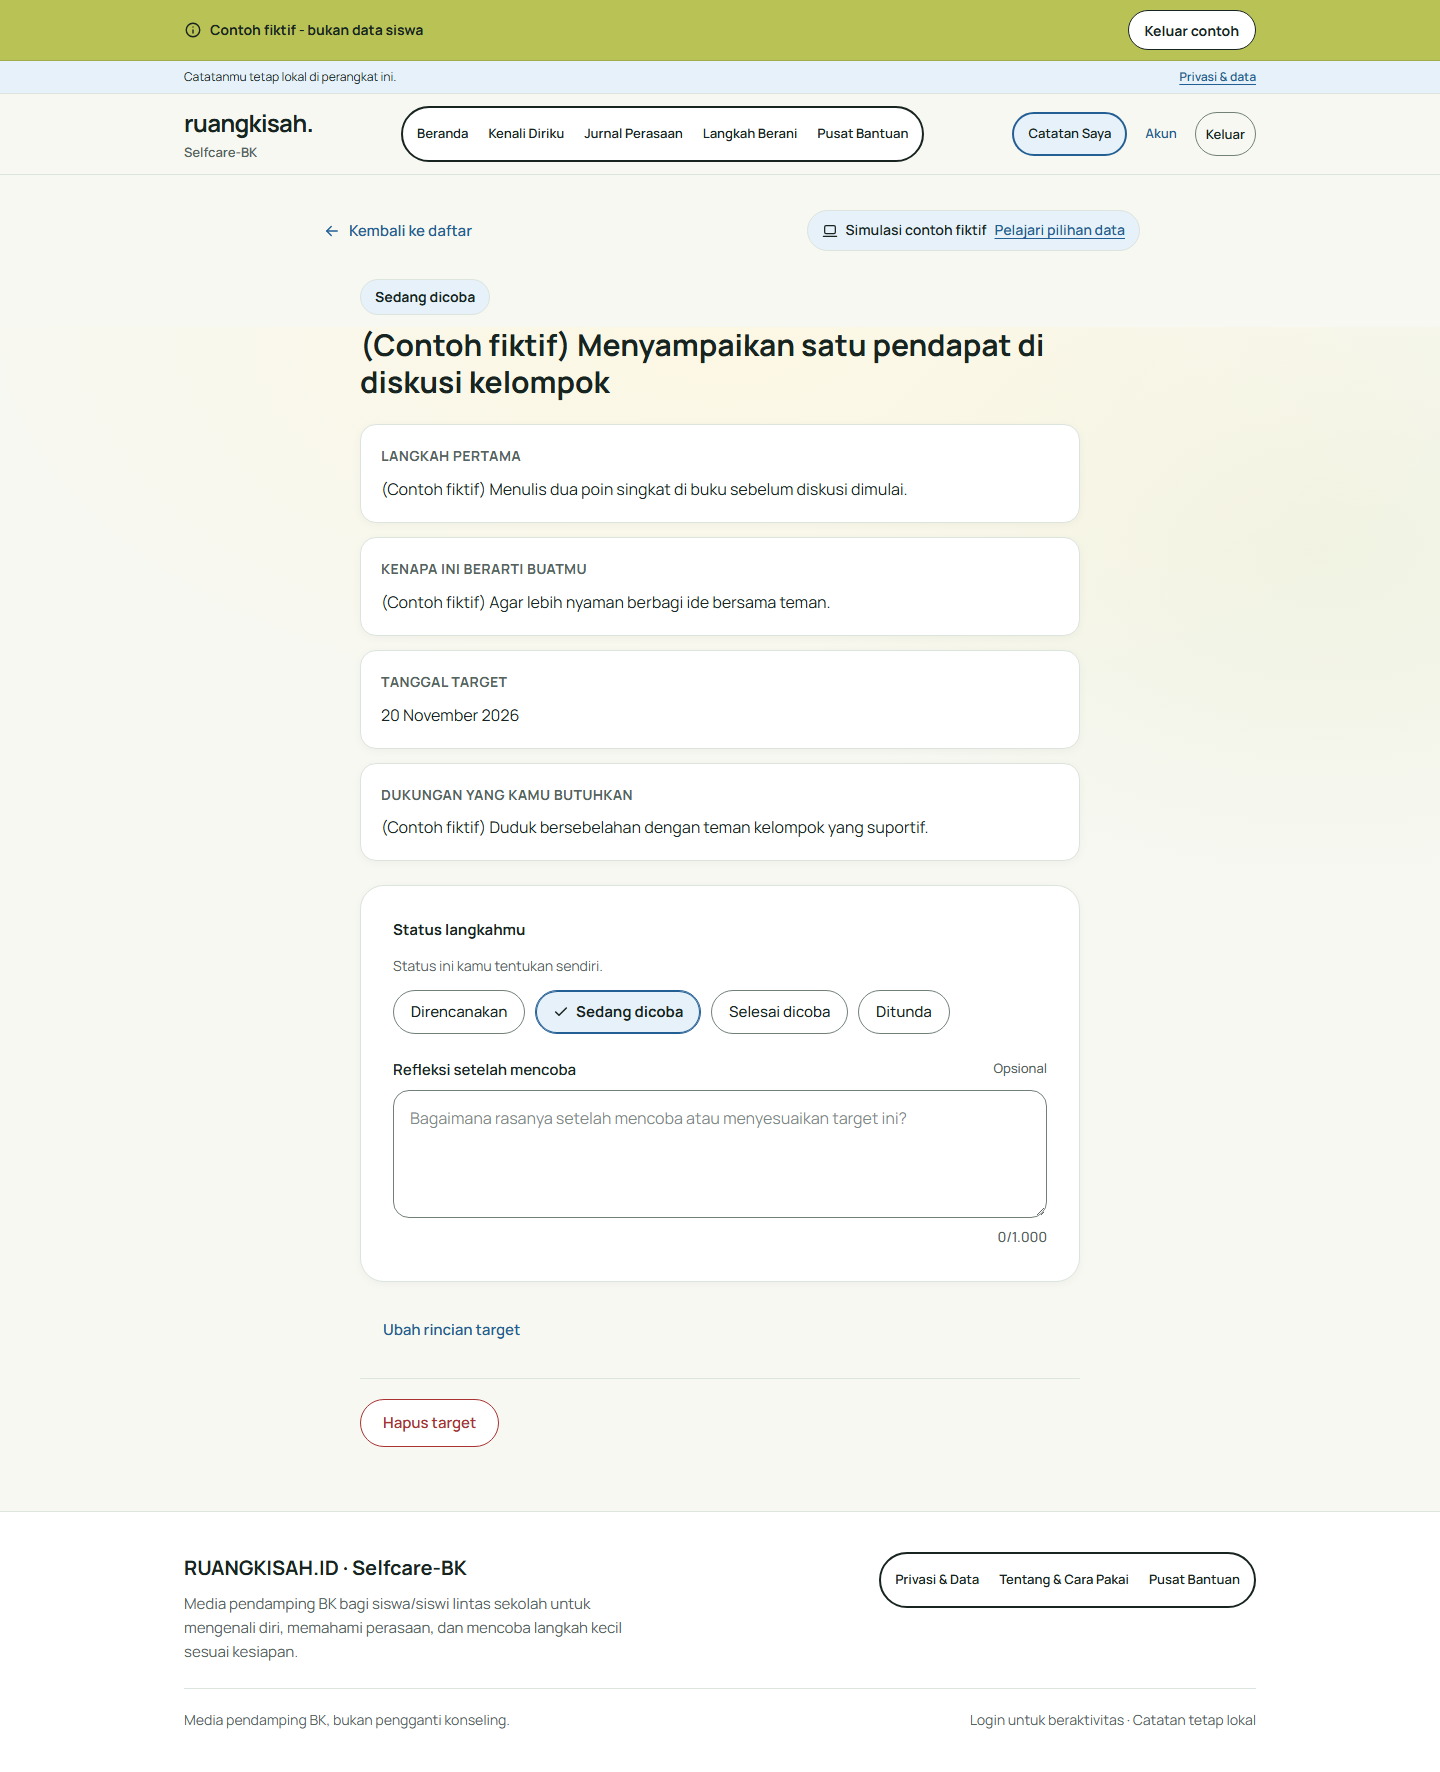 Contoh fiktif - bukan data siswa
Keluar contoh
Catatanmu tetap lokal di perangkat ini.
Privasi & data
ruangkisah.
Selfcare-BK
Beranda
Kenali Diriku
Jurnal Perasaan
Langkah Berani
Pusat Bantuan
Catatan Saya
Akun
Keluar
Kembali ke daftar
Simulasi contoh fiktif Pelajari pilihan data
Sedang dicoba
(Contoh fiktif) Menyampaikan satu pendapat di
diskusi kelompok
LANGKAH PERTAMA
(Contoh fiktif) Menulis dua poin singkat di buku sebelum diskusi dimulai.
KENAPA INI BERARTI BUATMU
(Contoh fiktif) Agar lebih nyaman berbagi ide bersama teman.
TANGGAL TARGET
20 November 2026
DUKUNGAN YANG KAMU BUTUHKAN
(Contoh fiktif) Duduk bersebelahan dengan teman kelompok yang suportif.
Status langkahmu
Status ini kamu tentukan sendiri.
Direncanakan
Sedang dicoba
Selesai dicoba
Ditunda
Refleksi setelah mencoba
Opsional
Bagaimana rasanya setelah mencoba atau menyesuaikan target ini?
0/1.000
Ubah rincian target
Hapus target
RUANGKISAH.ID · Selfcare-BK
Media pendamping BK bagi siswa/siswi lintas sekolah untuk
mengenali diri, memahami perasaan, dan mencoba langkah kecil
sesuai kesiapan.
Privasi & Data
Tentang & Cara Pakai
Pusat Bantuan
Media pendamping BK, bukan pengganti konseling.
Login untuk beraktivitas · Catatan tetap lokal